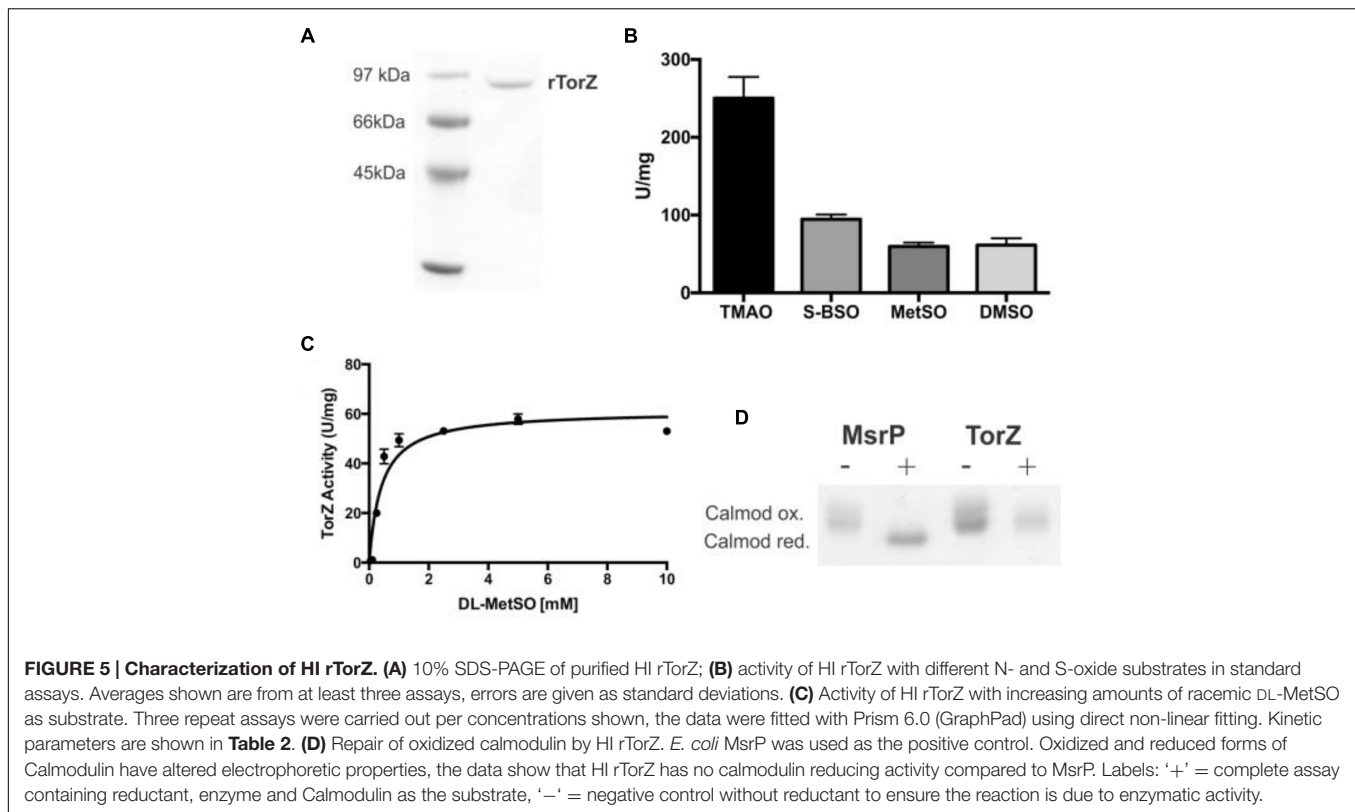 A
97 kDa
rTorZ
66kDa
45kDa
B
300
200
100
0
U/mg
TMAO S-BSO MetSO DMSO
C
80
60
40
20
0
TorZ Activity (U/mg)
0 2 4 6 8 10
DL-MetSO [mM]
D
MsrP TorZ
- + - +
Calmod ox.
Calmod red.
FIGURE 5 | Characterization of HI rTorZ. (A) 10% SDS-PAGE of purified HI rTorZ; (B) activity of HI rTorZ with different N- and S-oxide substrates in standard
assays. Averages shown are from at least three assays, errors are given as standard deviations. (C) Activity of HI rTorZ with increasing amounts of racemic DL-MetSO
as substrate. Three repeat assays were carried out per concentrations shown, the data were fitted with Prism 6.0 (GraphPad) using direct non-linear fitting. Kinetic
parameters are shown in Table 2. (D) Repair of oxidized calmodulin by HI rTorZ. E. coli MsrP was used as the positive control. Oxidized and reduced forms of
Calmodulin have altered electrophoretic properties, the data show that HI rTorZ has no calmodulin reducing activity compared to MsrP. Labels: ‘+’ = complete assay
containing reductant, enzyme and Calmodulin as the substrate, ‘−‘ = negative control without reductant to ensure the reaction is due to enzymatic activity.